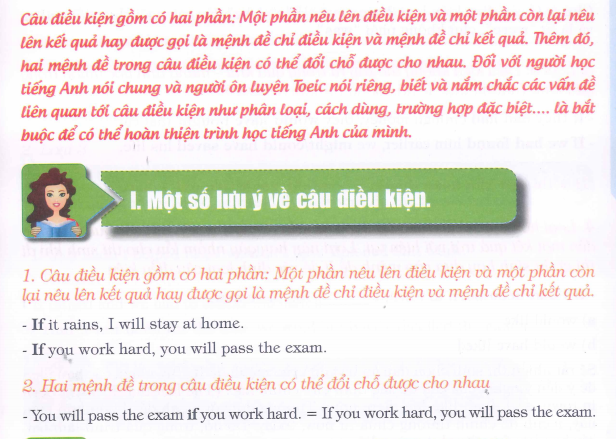 Câu điều kiện gồm có hai phần: Một phần nêu lên điều kiện và một phần còn lại nêu
lên kết quả hay được gọi là mệnh đề chỉ điều kiện và mệnh đề chỉ kết quả. Thêm đó,
hai mệnh đề trong câu điều kiện có thể đổi chỗ được cho nhau. Đối với người học
tiếng Anh nói chung và người ôn luyện Toeic nói riêng, biết và nắm chắc các vấn đề
liên quan tới câu điều kiện như phân loại, cách dùng, trường hợp đặc biệt.... là bắt
buộc để có thể hoàn thiện trình học tiếng Anh của mình.
I. Một số lưu ý về câu điều kiện.
1. Câu điều kiện gồm có hai phần: Một phần nêu lên điều kiện và một phần còn
lại nêu lên kết quả hay được gọi là mệnh đề chỉ điều kiện và mệnh đề chỉ kết quả.
- If it rains, I will stay at home.
- If you work hard, you will pass the exam.
2. Hai mệnh đề trong câu điều kiện có thể đổi chỗ được cho nhau
- You will pass the exam if you work hard. = If you work hard, you will pass the exam.